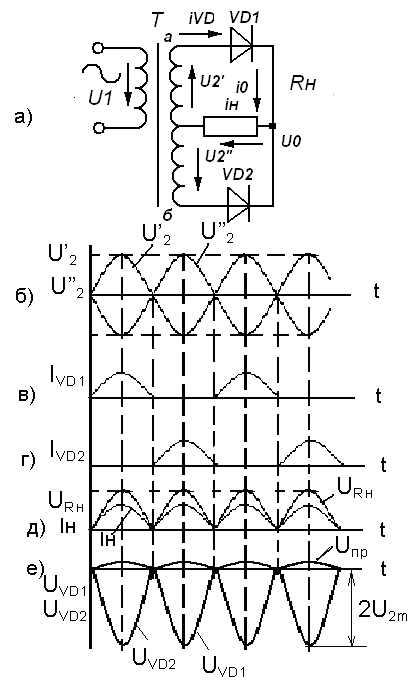 T
a
iVD
VD1
U1
U2'
i0
Rн
iн
а)
U2"
U0
VD2
б
U'2
U"2
U'2
U"2
б)
t
IVD1
в)
t
IVD2
г)
t
URн
URн
Iн
д)
Iн
t
Uпр
е)
t
UVD1
UVD2
2U2m
UVD2
UVD1